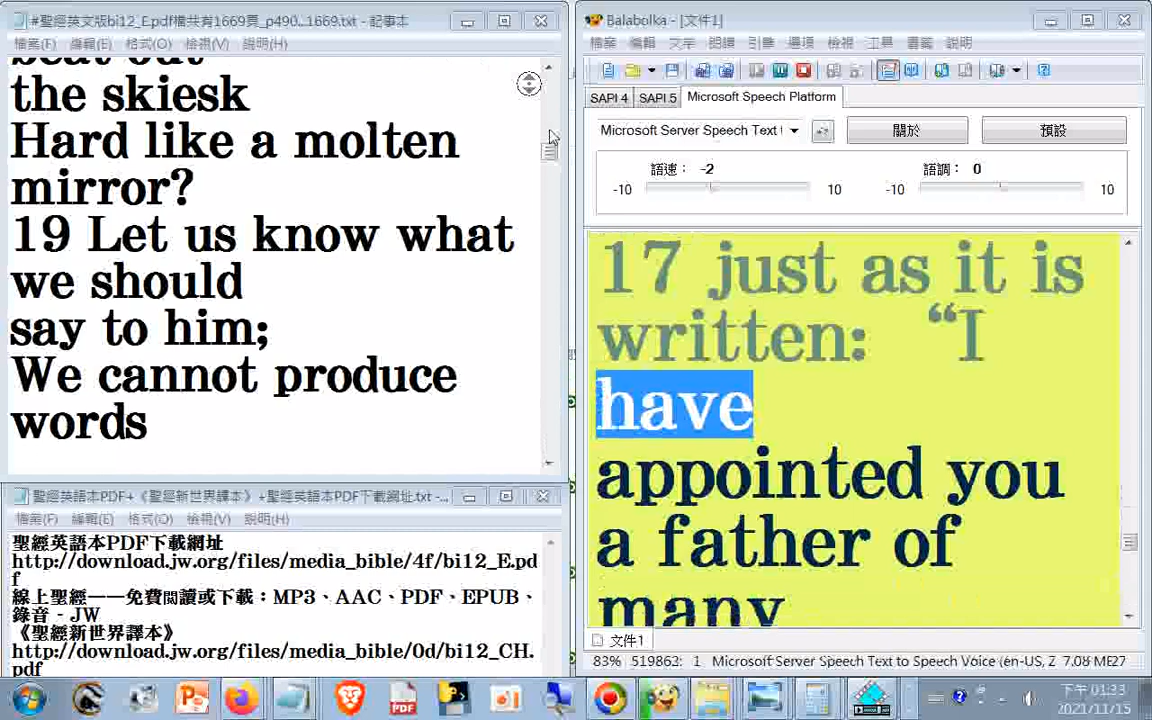 #聖經英文版bi12_E.pdf檔共有1669頁_p490...1669.txt - 記事本
檔案(F) 編輯(E) 格式(O) 檢視(V) 說明(H)
beat out
the skiesk
Hard like a molten
mirror?
19 Let us know what
we should
say to him;
We cannot produce
words
聖經英語本PDF+《聖經新世界譯本》+聖經英語本PDF下載網址.txt - ...
檔案(F) 編輯(E) 格式(O) 檢視(V) 說明(H)
聖經英語本PDF下載網址
http://download.jw.org/files/media_bible/4f/bi12_E.pd
f
線上聖經——免費閱讀或下載：MP3、AAC、PDF、EPUB、
錄音 - JW
《聖經新世界譯本》
http://download.jw.org/files/media_bible/0d/bi12_CH.
pdf
Balabolka - [文件1]
檔案 編輯 文字 朗讀 引擎 選項 檢視 工具 書籤 說明
SAPI 4 SAPI 5 Microsoft Speech Platform
Microsoft Server Speech Text 關於 預設
語速： -2 語調： 0
-10 10 -10 10
17 just as it is
written: “I
have
appointed you
a father of
many
文件1
83% 519862: 1 Microsoft Server Speech Text to Speech Voice (en-US, Z 7.08 ME27
下午 01:33
2021/11/15